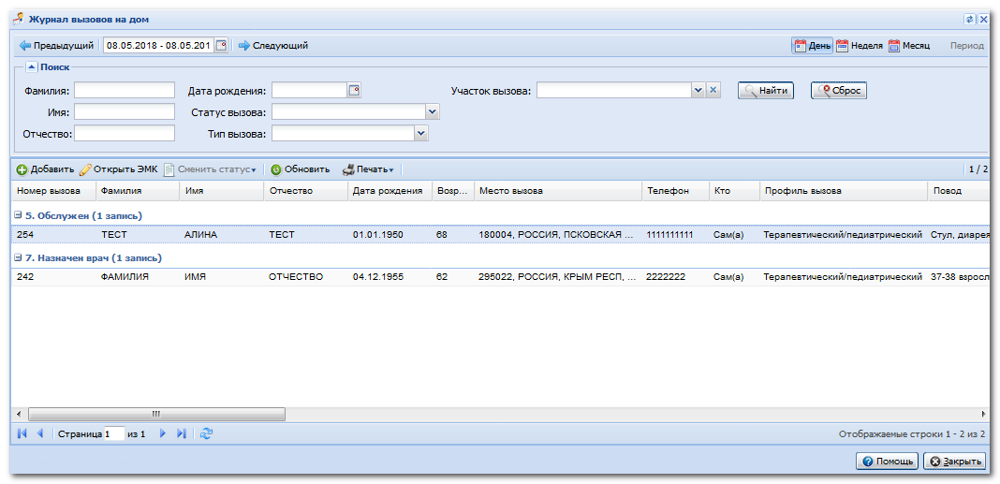 Журнал вызовов на дом
Предыдущий 08.05.2018 - 08.05.201 Следующий День Неделя Месяц Период
Поиск
Фамилия: Дата рождения: Участок вызова: Найти Сброс
Имя: Статус вызова:
Отчество: Тип вызова:
Добавить Открыть ЭМК Сменить статус Обновить Печать 1 / 2
Номер вызова Фамилия Имя Отчество Дата рождения Возр... Место вызова Телефон Кто Профиль вызова Повод
5. Обслужен (1 запись)
254 ТЕСТ АЛИНА ТЕСТ 01.01.1950 68 180004, РОССИЯ, ПСКОВСКАЯ ... 1111111111 Сам(а) Терапевтический/педиатрический Стул, диарея
7. Назначен врач (1 запись)
242 ФАМИЛИЯ ИМЯ ОТЧЕСТВО 04.12.1955 62 295022, РОССИЯ, КРЫМ РЕСП, ... 2222222 Сам(а) Терапевтический/педиатрический 37-38 взросл
Страница 1 из 1 Отображаемые строки 1 - 2 из 2
Помощь Закрыть